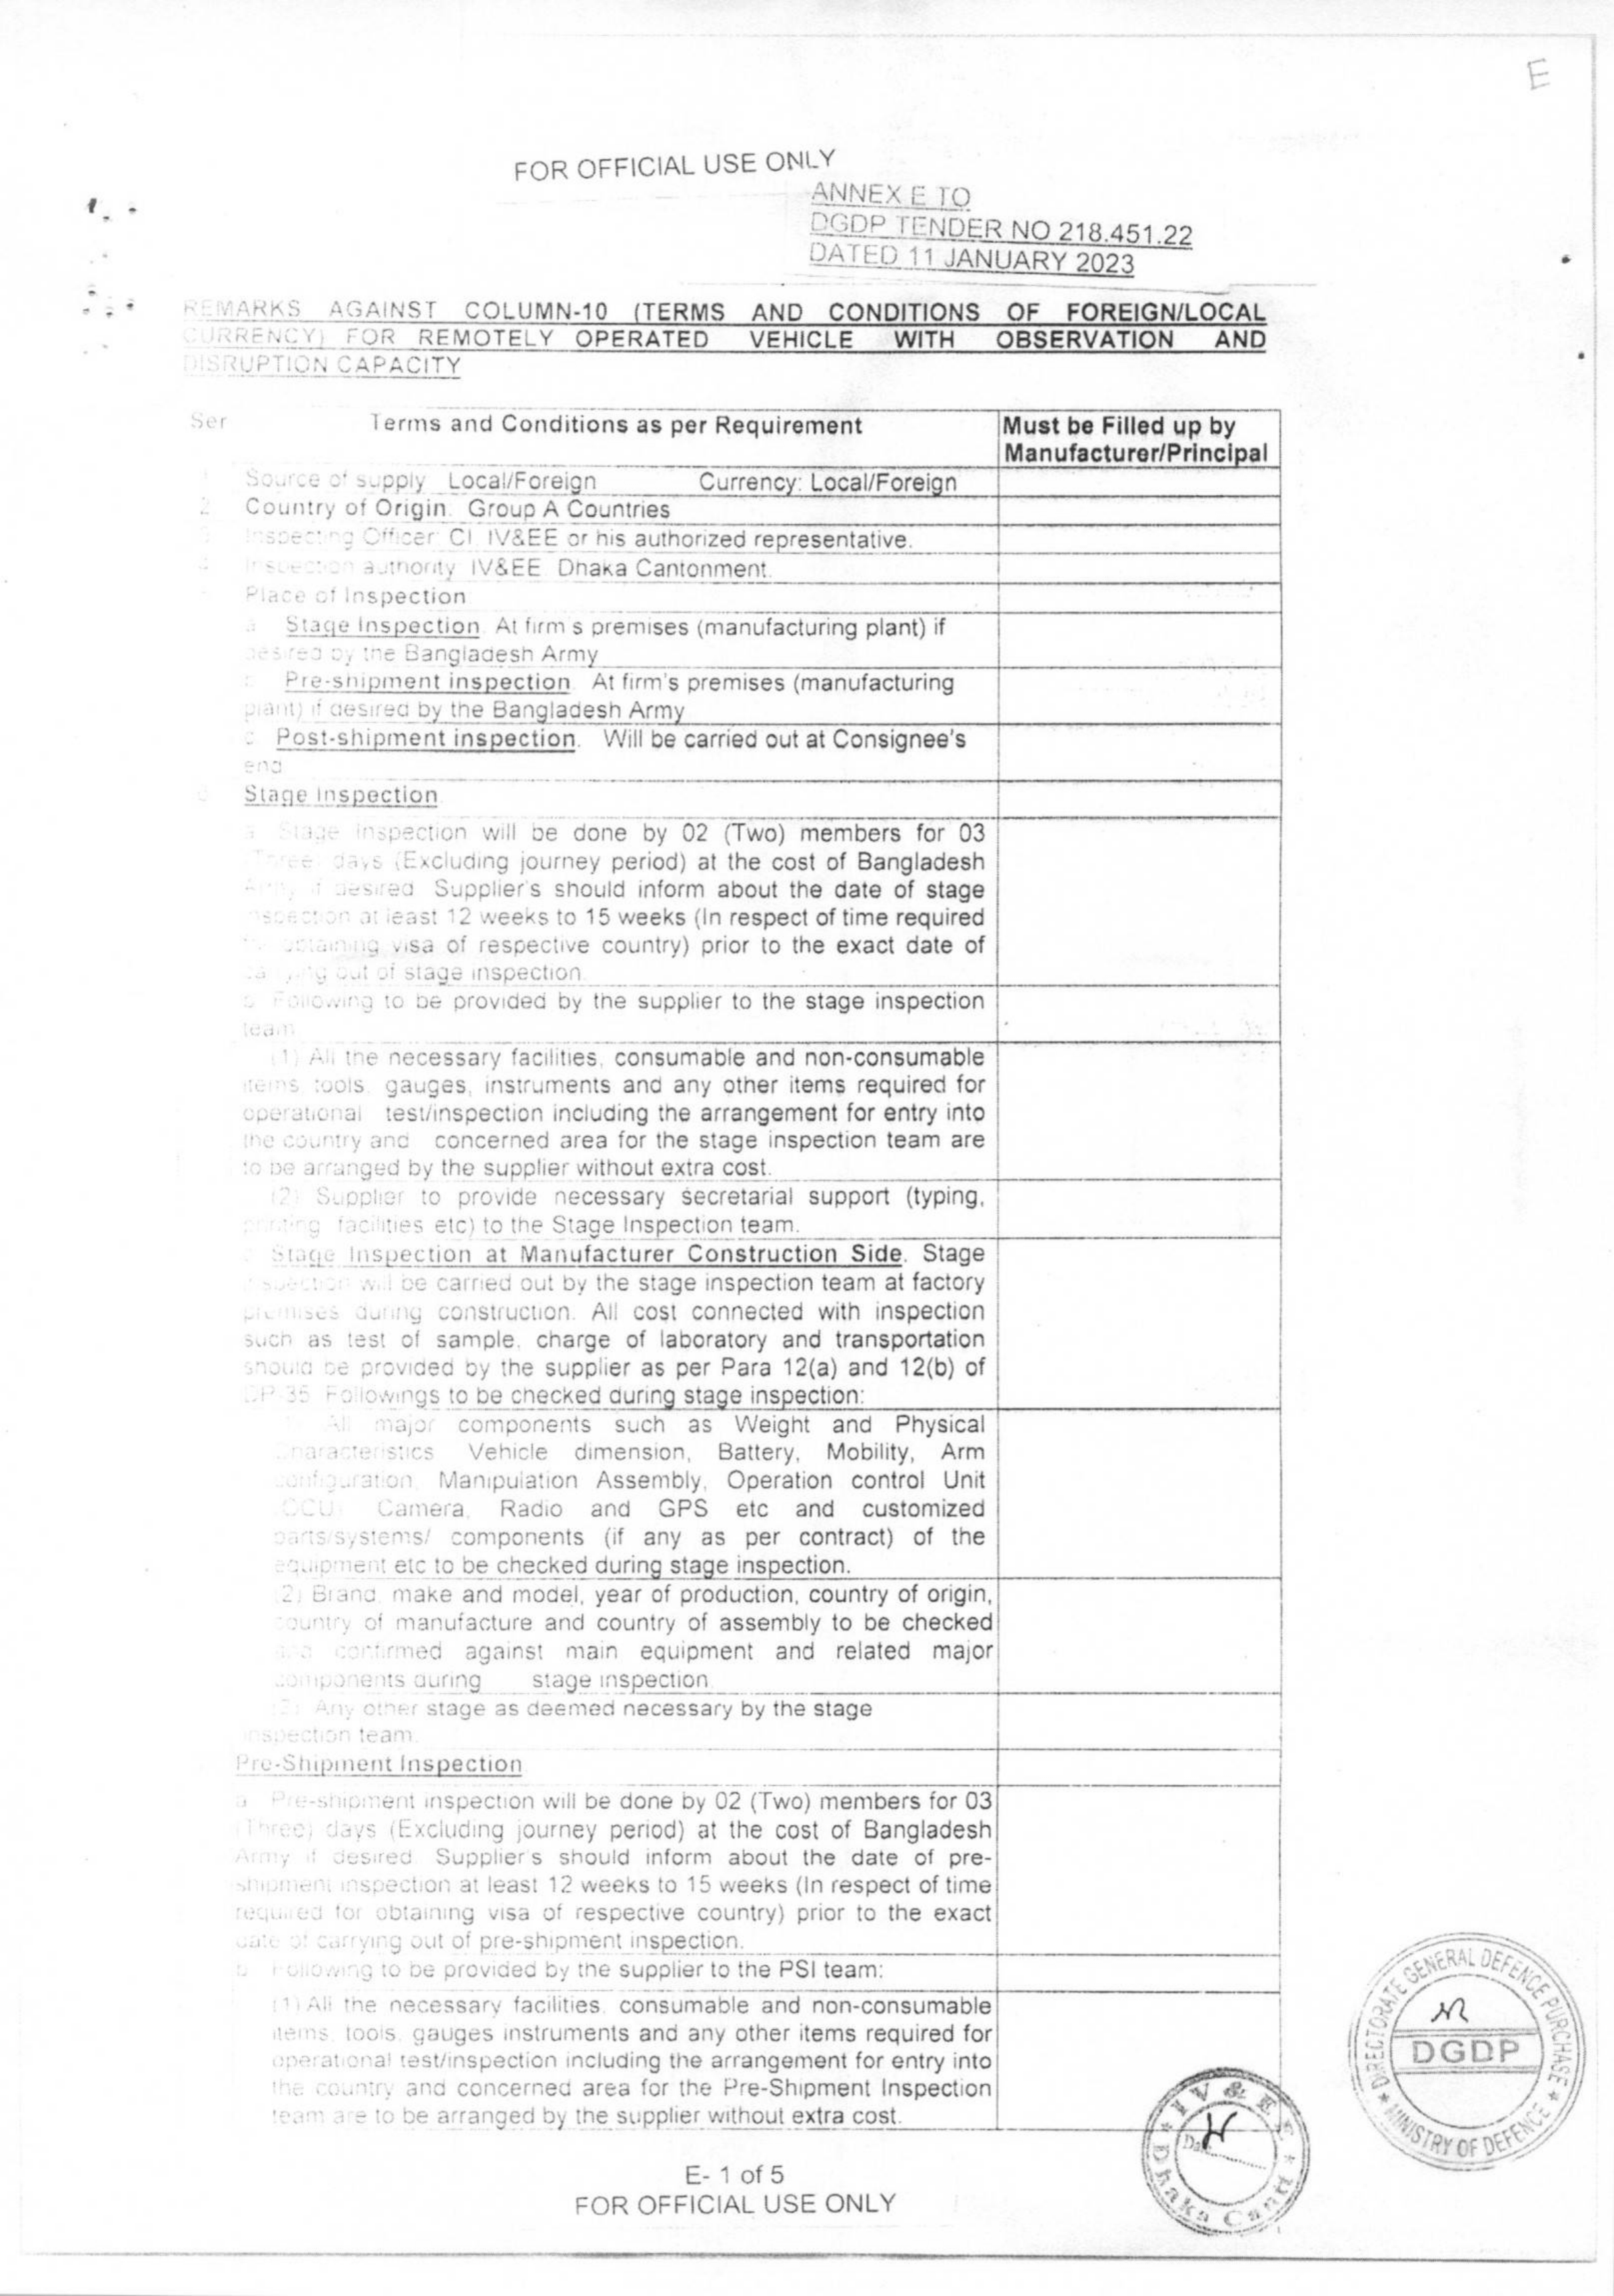 E
FOR OFFICIAL USE ONLY
ANNEX E TO
DGDP TENDER NO 218.451.22
DATED 11 JANUARY 2023
REMARKS AGAINST COLUMN-10 (TERMS AND CONDITIONS OF FOREIGN/LOCAL
CURRENCY) FOR REMOTELY OPERATED VEHICLE WITH OBSERVATION AND
DISRUPTION CAPACITY
Ser Terms and Conditions as per Requirement Must be Filled up by
Manufacturer/Principal
1 Source of supply Local/Foreign Currency: Local/Foreign
2 Country of Origin. Group A Countries
3 Inspecting Officer CI, IV&EE or his authorized representative.
4 Inspection authority IV&EE, Dhaka Cantonment.
Place of Inspection
a Stage Inspection. At firm's premises (manufacturing plant) if
desired by the Bangladesh Army
Pre-shipment inspection. At firm's premises (manufacturing
plant) if desired by the Bangladesh Army
c Post-shipment inspection. Will be carried out at Consignee's
end
6 Stage Inspection.
a Stage Inspection will be done by 02 (Two) members for 03
(Three) days (Excluding journey period) at the cost of Bangladesh
Army if desired. Supplier's should inform about the date of stage
inspection at least 12 weeks to 15 weeks (In respect of time required
obtaining visa of respective country) prior to the exact date of
carrying out of stage inspection.
b Following to be provided by the supplier to the stage inspection
team
(1) All the necessary facilities, consumable and non-consumable
items tools, gauges, instruments and any other items required for
operational test/inspection including the arrangement for entry into
the country and concerned area for the stage inspection team are
to be arranged by the supplier without extra cost.
(2) Supplier to provide necessary secretarial support (typing,
printing facilities etc) to the Stage Inspection team.
Stage Inspection at Manufacturer Construction Side. Stage
inspection will be carried out by the stage inspection team at factory
premises during construction. All cost connected with inspection
such as test of sample, charge of laboratory and transportation
should be provided by the supplier as per Para 12(a) and 12(b) of
DP-35. Followings to be checked during stage inspection:
All major components such as Weight and Physical
Characteristics Vehicle dimension, Battery, Mobility, Arm
configuration, Manipulation Assembly, Operation control Unit
(OCU) Camera, Radio and GPS etc and customized
parts/systems/ components (if any as per contract) of the
equipment etc to be checked during stage inspection.
(2) Brand, make and model, year of production, country of origin,
country of manufacture and country of assembly to be checked
and confirmed against main equipment and related major
components during stage inspection
(3) Any other stage as deemed necessary by the stage
inspection team.
Pre-Shipment Inspection
a Pre-shipment inspection will be done by 02 (Two) members for 03
(Three) days (Excluding journey period) at the cost of Bangladesh
Army if desired. Supplier's should inform about the date of pre-
shipment inspection at least 12 weeks to 15 weeks (In respect of time
required for obtaining visa of respective country) prior to the exact
date of carrying out of pre-shipment inspection.
b Following to be provided by the supplier to the PSI team:
(1) All the necessary facilities, consumable and non-consumable
items, tools, gauges instruments and any other items required for
operational test/inspection including the arrangement for entry into
the country and concerned area for the Pre-Shipment Inspection
team are to be arranged by the supplier without extra cost.
E- 1 of 5
FOR OFFICIAL USE ONLY
IV & EE
Dhaka Cantt
DIRECTORATE GENERAL DEFENCE PURCHASE
DGDP
MINISTRY OF DEFENCE